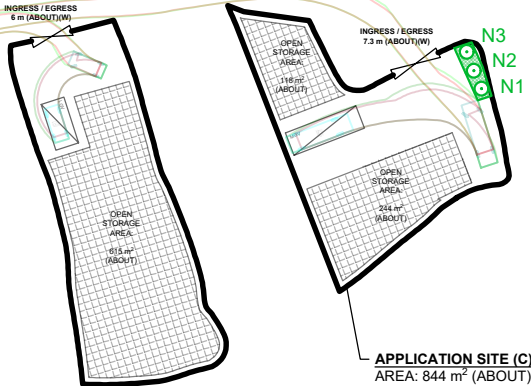 INGRESS / EGRESS
6 m (ABOUT)(W)
OPEN
STORAGE
AREA:
615 m²
(ABOUT)
INGRESS / EGRESS
7.3 m (ABOUT)(W)
N3
N2
N1
OPEN
STORAGE
AREA:
118 m²
(ABOUT)
OPEN
STORAGE
AREA:
244 m²
(ABOUT)
APPLICATION SITE (C)
AREA: 844 m² (ABOUT)